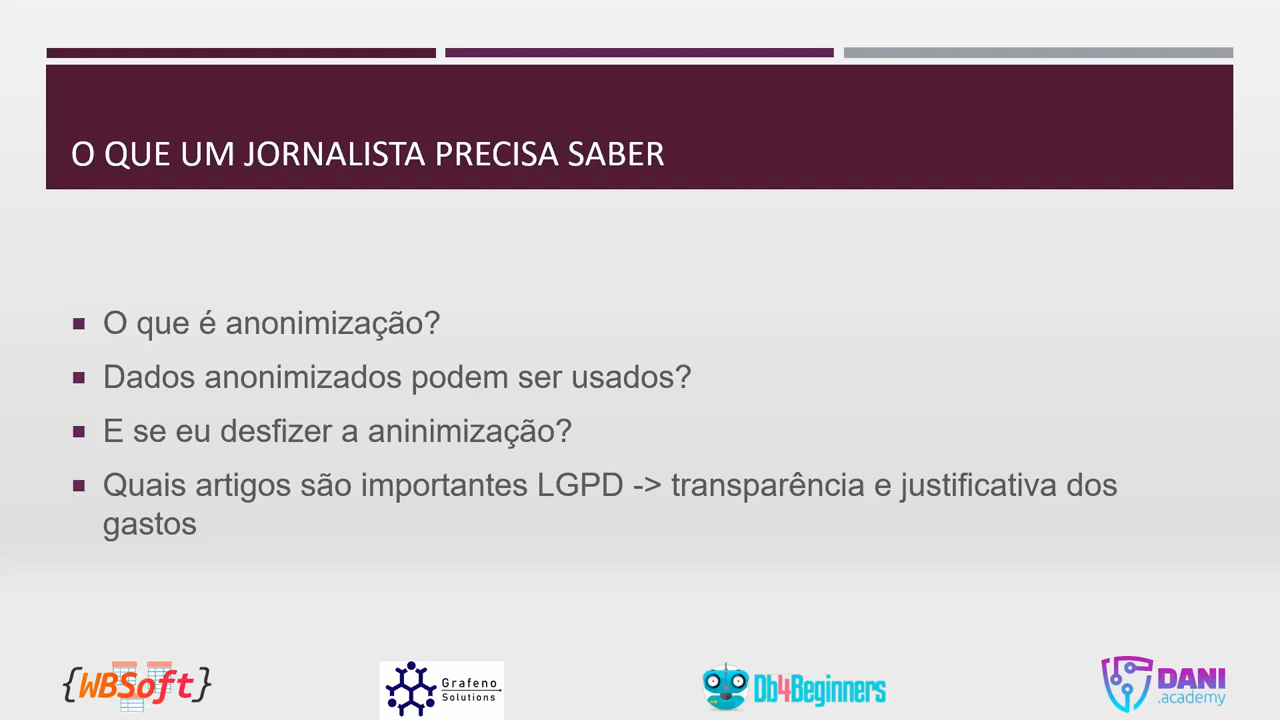 O QUE UM JORNALISTA PRECISA SABER
O que é anonimização?
Dados anonimizados podem ser usados?
E se eu desfizer a aninimização?
Quais artigos são importantes LGPD -> transparência e justificativa dos
gastos
{WBSoft}
Grafeno
Solutions
Db4Beginners
DANI
.academy